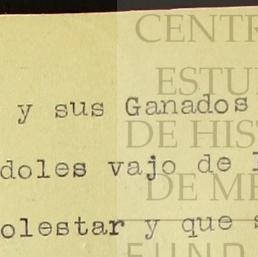 CENTR
ESTU
y sus Ganados
DE HIS
doles vajo de
DE ME
olestar y que s
FUND